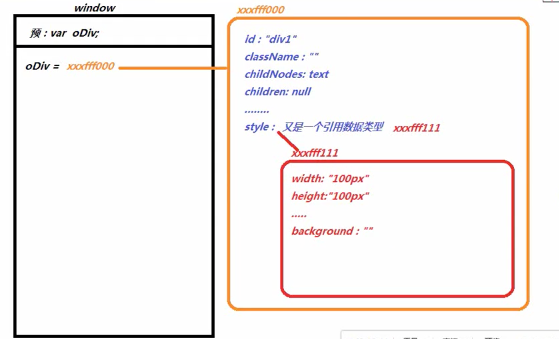 window
预：var oDiv;
oDiv = xxxfff000
xxxfff000
id : "div1"
className : ""
childNodes: text
children: null
........
style : 又是一个引用数据类型 xxxfff111
xxxfff111
width: "100px"
height:"100px"
.....
background : ""